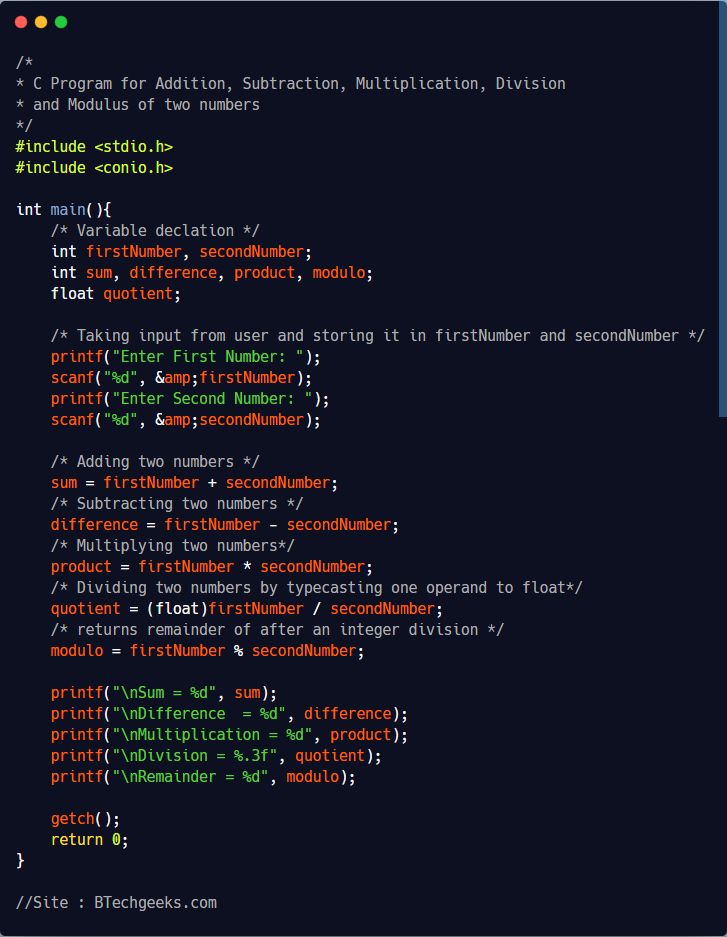 /*
* C Program for Addition, Subtraction, Multiplication, Division
* and Modulus of two numbers
*/
#include <stdio.h>
#include <conio.h>

int main(){
    /* Variable declation */
    int firstNumber, secondNumber;
    int sum, difference, product, modulo;
    float quotient;

    /* Taking input from user and storing it in firstNumber and secondNumber */
    printf("Enter First Number: ");
    scanf("%d", &amp;firstNumber);
    printf("Enter Second Number: ");
    scanf("%d", &amp;secondNumber);

    /* Adding two numbers */
    sum = firstNumber + secondNumber;
    /* Subtracting two numbers */
    difference = firstNumber - secondNumber;
    /* Multiplying two numbers*/
    product = firstNumber * secondNumber;
    /* Dividing two numbers by typecasting one operand to float*/
    quotient = (float)firstNumber / secondNumber;
    /* returns remainder of after an integer division */
    modulo = firstNumber % secondNumber;

    printf("\nSum = %d", sum);
    printf("\nDifference  = %d", difference);
    printf("\nMultiplication = %d", product);
    printf("\nDivision = %.3f", quotient);
    printf("\nRemainder = %d", modulo);

    getch();
    return 0;
}

//Site : BTechgeeks.com